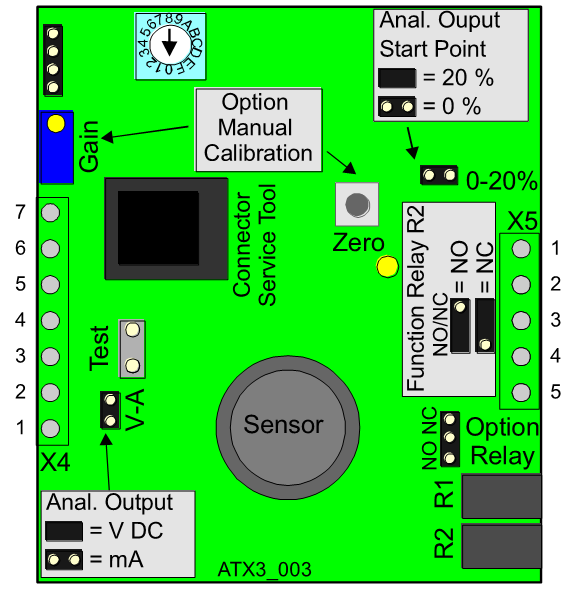 Anal. Ouput
Start Point
= 20 %
= 0 %
3456789ABCDEF012
Option
Manual
Calibration
Gain
0-20%
Zero
Connector
Service Tool
X5
1
2
3
4
5
Function Relay R2
NO/NC
= NO
= NC
7
6
5
4
3
2
1
X4
Test
V-A
Sensor
NO NC
Option
Relay
R1
R2
Anal. Output
= V DC
= mA
ATX3_003